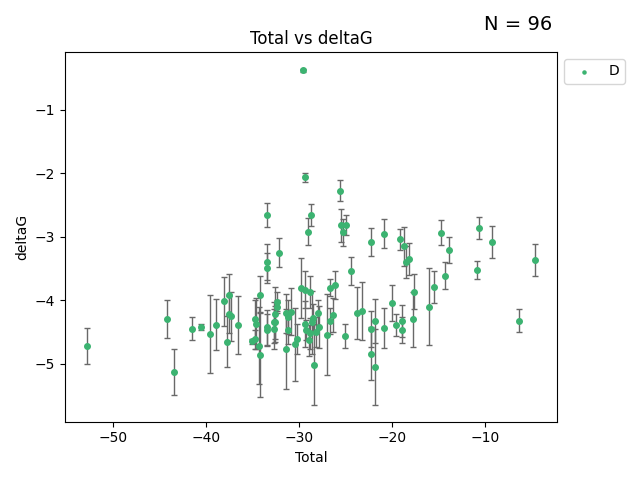 N = 96
Total vs deltaG
D
deltaG
−1
−2
−3
−4
−5
−50 −40 −30 −20 −10
Total